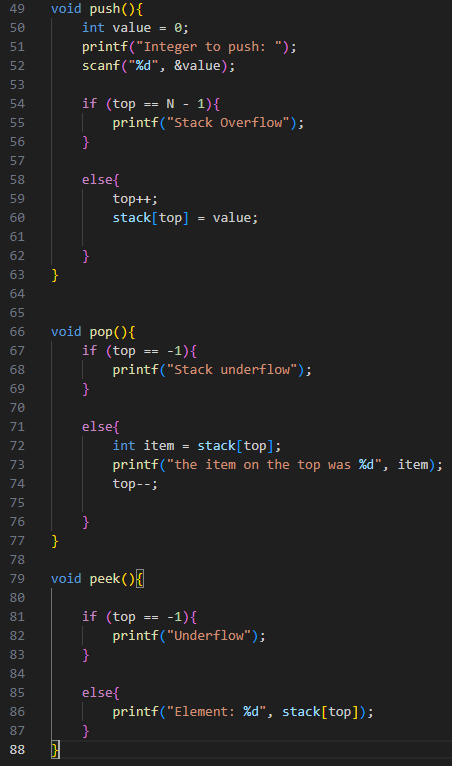 49 void push(){
50     int value = 0;
51     printf("Integer to push: ");
52     scanf("%d", &value);
53
54     if (top == N - 1){
55         printf("Stack Overflow");
56     }
57
58     else{
59         top++;
60         stack[top] = value;
61
62     }
63 }
64
65
66 void pop(){
67     if (top == -1){
68         printf("Stack underflow");
69     }
70
71     else{
72         int item = stack[top];
73         printf("the item on the top was %d", item);
74         top--;
75
76     }
77 }
78
79 void peek(){
80
81     if (top == -1){
82         printf("Underflow");
83     }
84
85     else{
86         printf("Element: %d", stack[top]);
87     }
88 }